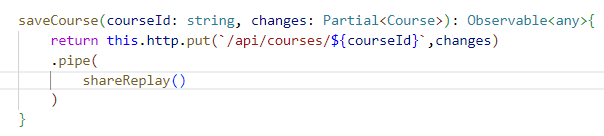 saveCourse(courseId: string, changes: Partial<Course>): Observable<any>{
return this.http.put(`/api/courses/${courseId}`,changes)
.pipe(
shareReplay()
)
}